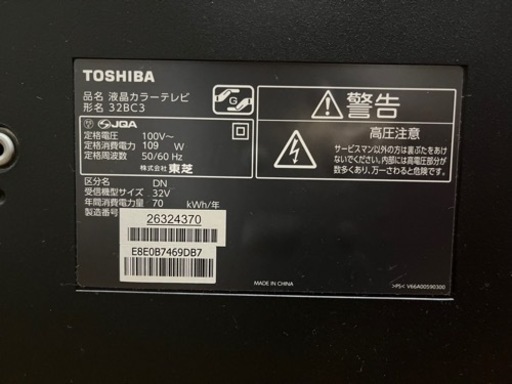 TOSHIBA
品名 液晶カラーテレビ
形名 32BC3
G
JQA
定格電圧 100V~
定格消費電力 109 W
定格周波数 50/60 Hz
株式会社 東芝
区分名 DN
受信機型サイズ 32V
年間消費電力量 70 kWh/年
製造番号 26324370
E8E0B7469DB7
警告
高圧注意
サービスマン以外の方は裏ぶたをあけ
ないでください。内部には高電圧部分が
数多くあり、万一さわると危険です。
MADE IN CHINA
>PS< V66A00590300